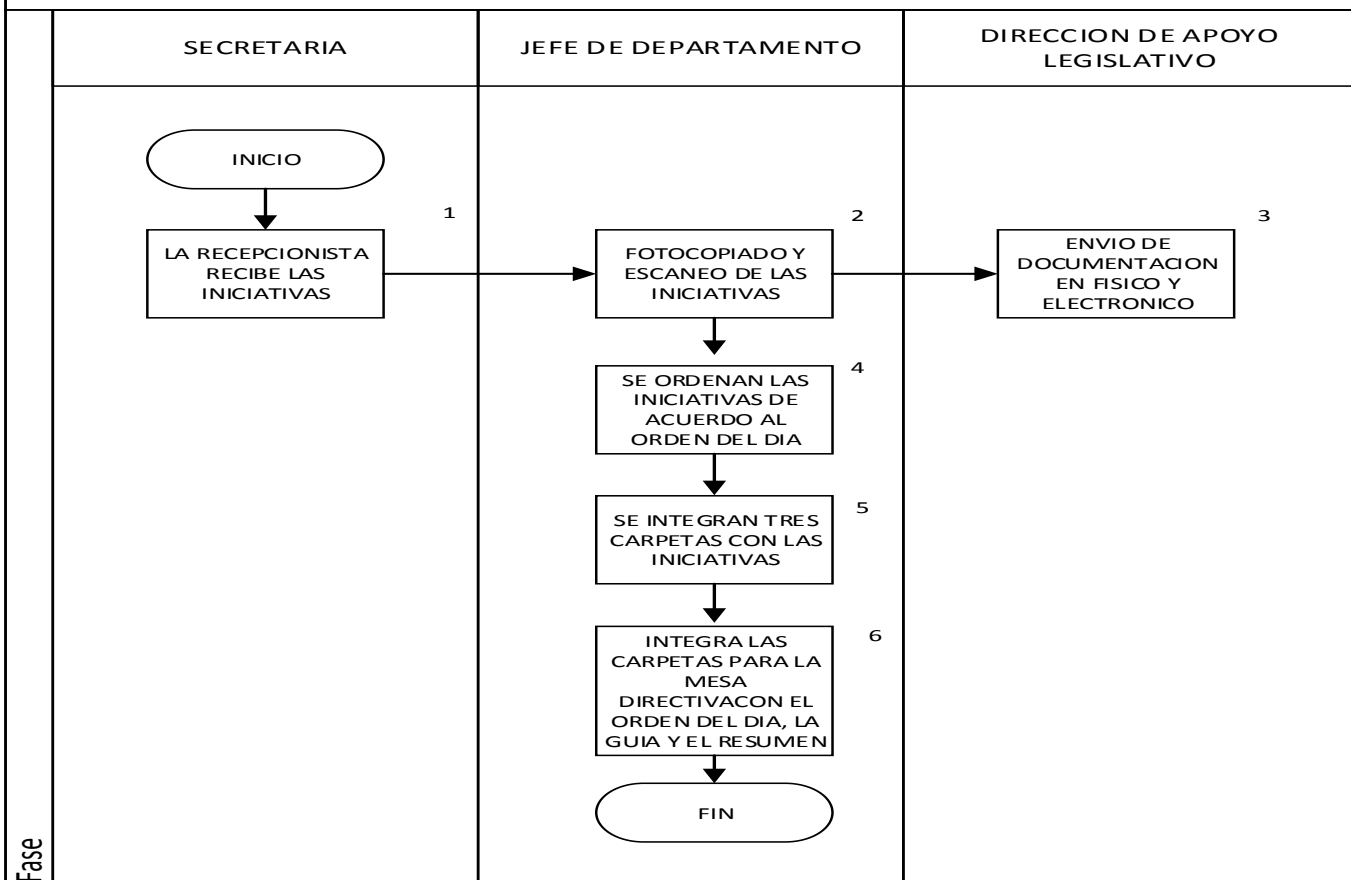 SECRETARIA
JEFE DE DEPARTAMENTO
DIRECCION DE APOYO
LEGISLATIVO
INICIO
1
LA RECEPCIONISTA
RECIBE LAS
INICIATIVAS
2
FOTOCOPIADO Y
ESCANEO DE LAS
INICIATIVAS
3
ENVIO DE
DOCUMENTACION
EN FISICO Y
ELECTRONICO
4
SE ORDENAN LAS
INICIATIVAS DE
ACUERDO AL
ORDEN DEL DIA
5
SE INTEGRAN TRES
CARPETAS CON LAS
INICIATIVAS
6
INTEGRA LAS
CARPETAS PARA LA
MESA
DIRECTIVACON EL
ORDEN DEL DIA, LA
GUIA Y EL RESUMEN
FIN
Fase